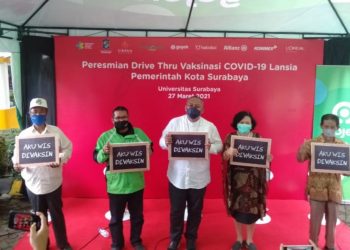 Peresmian Drive Thru Vaksinasi COVID-19 Lansia
Pemerintah Kota Surabaya
Universitas Surabaya
27 Maret 2021
AKU WIS
DEVAKSIN
AKU WIS
DEVAKSIN
AKU WIS
DEVAKSIN
AKU WIS
DEVAKSIN
AKU WIS
DEVAKSIN